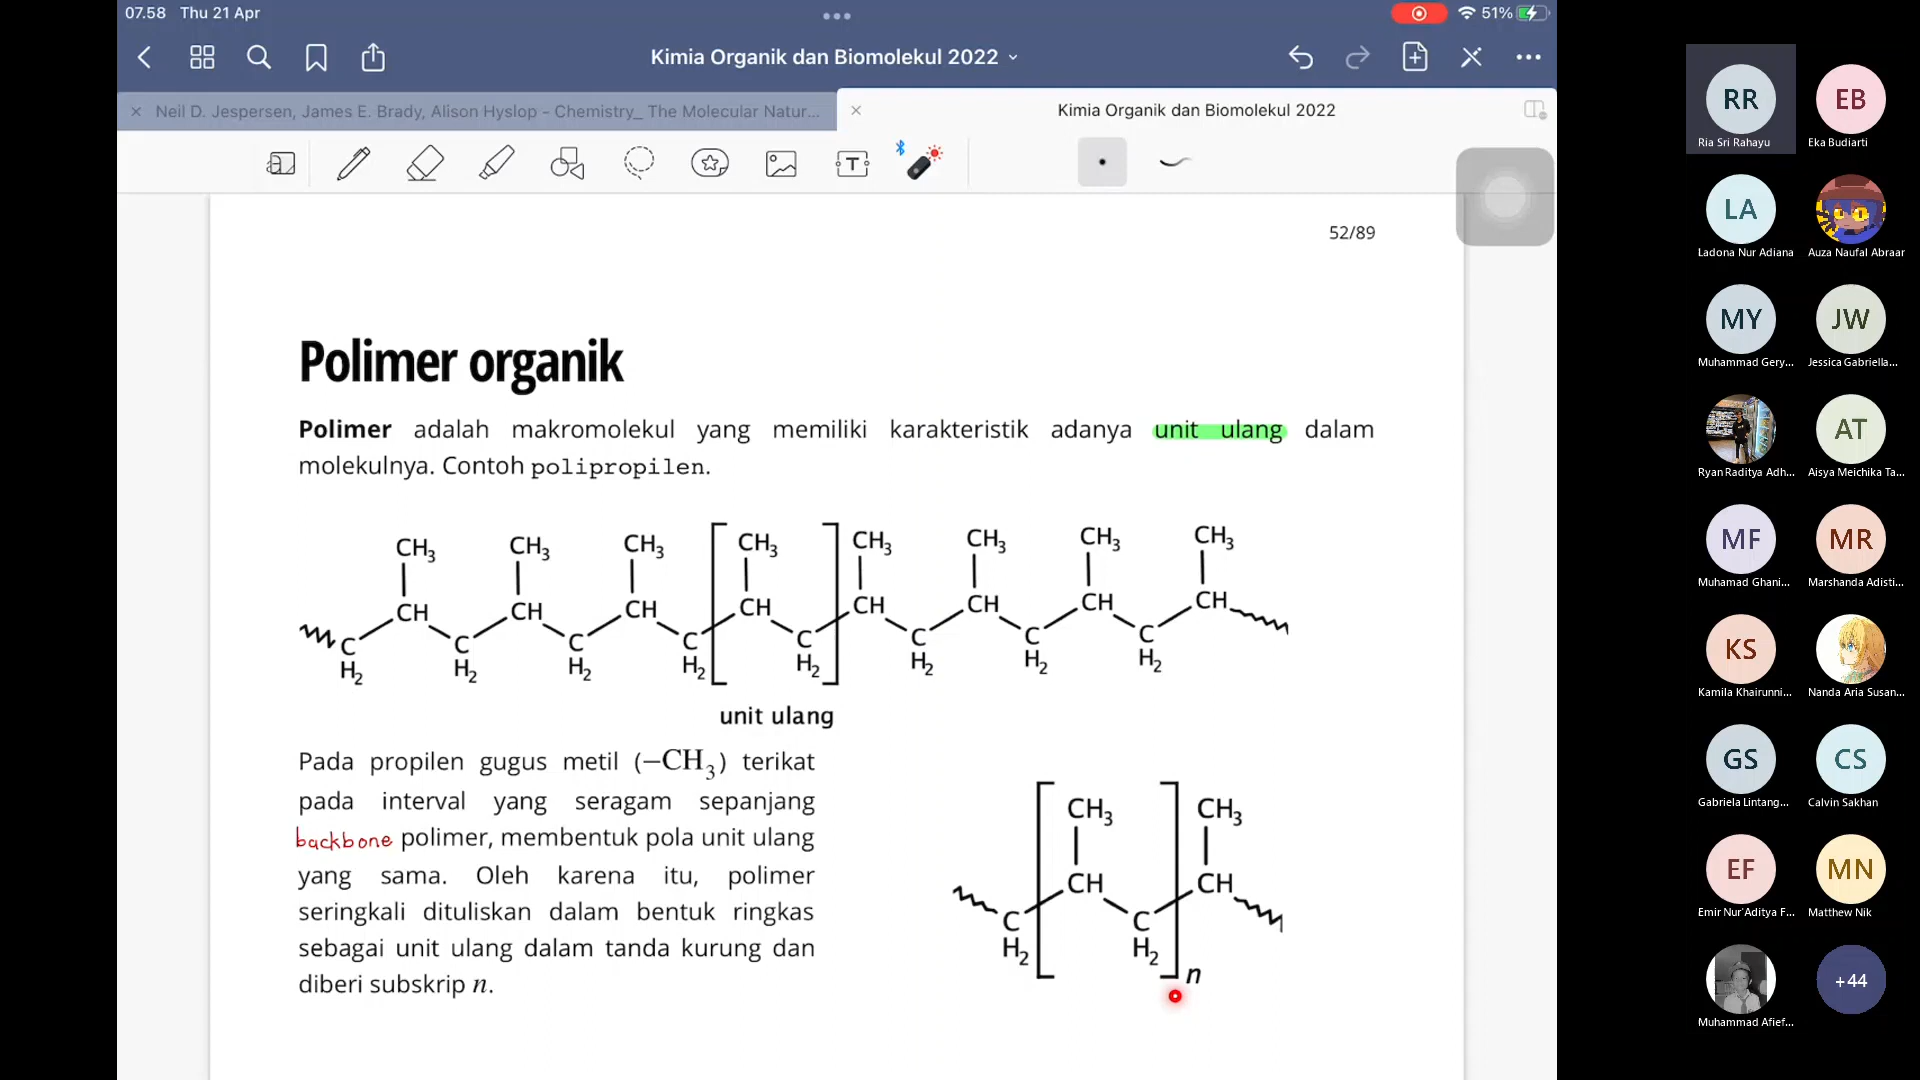 07.58 Thu 21 Apr
51%
Kimia Organik dan Biomolekul 2022
Neil D. Jespersen, James E. Brady, Alison Hyslop - Chemistry_ The Molecular Natur...
Kimia Organik dan Biomolekul 2022
T
52/89
Polimer organik
Polimer adalah makromolekul yang memiliki karakteristik adanya unit ulang dalam
molekulnya. Contoh polipropilen.
CH₃ CH₃ CH₃ CH₃ CH₃ CH₃ CH₃ CH₃
CH CH CH CH CH CH CH CH
C C C C C C C C
H₂ H₂ H₂ H₂ H₂ H₂ H₂ H₂
unit ulang
Pada propilen gugus metil (−CH₃) terikat
pada interval yang seragam sepanjang
backbone polimer, membentuk pola unit ulang
yang sama. Oleh karena itu, polimer
seringkali dituliskan dalam bentuk ringkas
sebagai unit ulang dalam tanda kurung dan
diberi subskrip n.
CH₃ CH₃
CH CH
C C
H₂ H₂
n
RR
Ria Sri Rahayu
EB
Eka Budiarti
LA
Ladona Nur Adiana
Auza Naufal Abraar
MY
Muhammad Gery...
JW
Jessica Gabriella...
Ryan Raditya Adh...
AT
Aisya Meichika Ta...
MF
Muhamad Ghani...
MR
Marshanda Adisti...
KS
Kamila Khairunni...
Nanda Aria Susan...
GS
Gabriela Lintang...
CS
Calvin Sakhan
EF
Emir Nur'Aditya F...
MN
Matthew Nik
Muhammad Afief...
+44